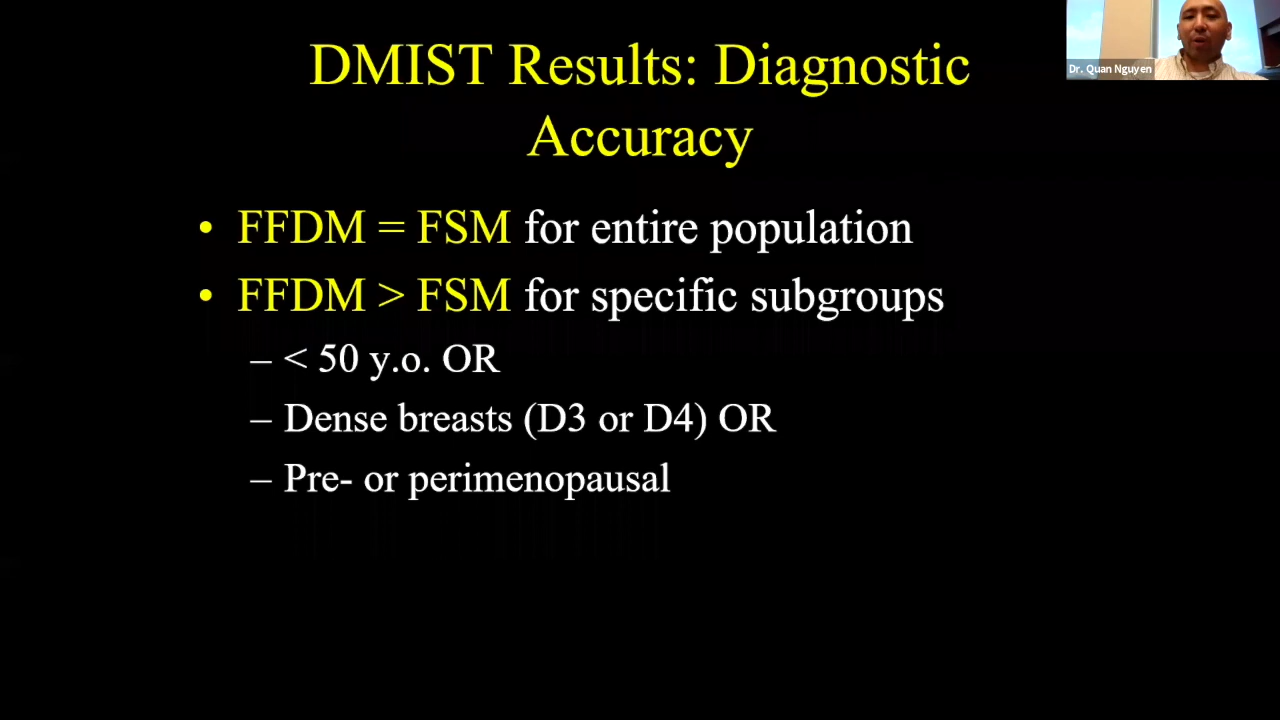 DMIST Results: Diagnostic
Accuracy
• FFDM = FSM for entire population
• FFDM > FSM for specific subgroups
– < 50 y.o. OR
– Dense breasts (D3 or D4) OR
– Pre- or perimenopausal
Dr. Quan Nguyen